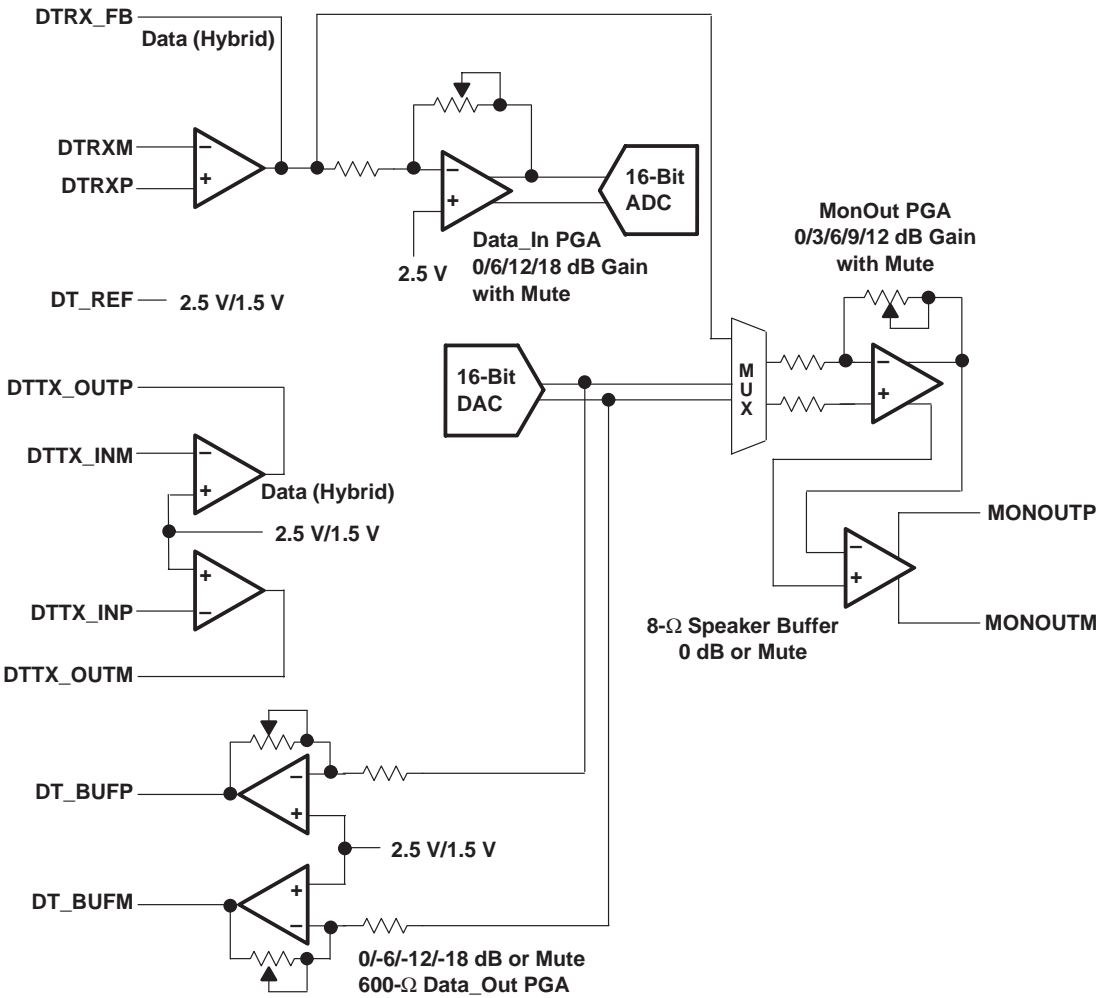 DTRX_FB
Data (Hybrid)
DTRXM
DTRXP
−
+
−
+
16-Bit
ADC
2.5 V
Data_In PGA
0/6/12/18 dB Gain
with Mute
MonOut PGA
0/3/6/9/12 dB Gain
with Mute
DT_REF
2.5 V/1.5 V
16-Bit
DAC
M
U
X
−
+
DTTX_OUTP
DTTX_INM
−
+
Data (Hybrid)
2.5 V/1.5 V
+
−
DTTX_INP
DTTX_OUTM
−
+
MONOUTP
MONOUTM
8-Ω Speaker Buffer
0 dB or Mute
DT_BUFP
−
+
2.5 V/1.5 V
DT_BUFM
+
−
0/-6/-12/-18 dB or Mute
600-Ω Data_Out PGA